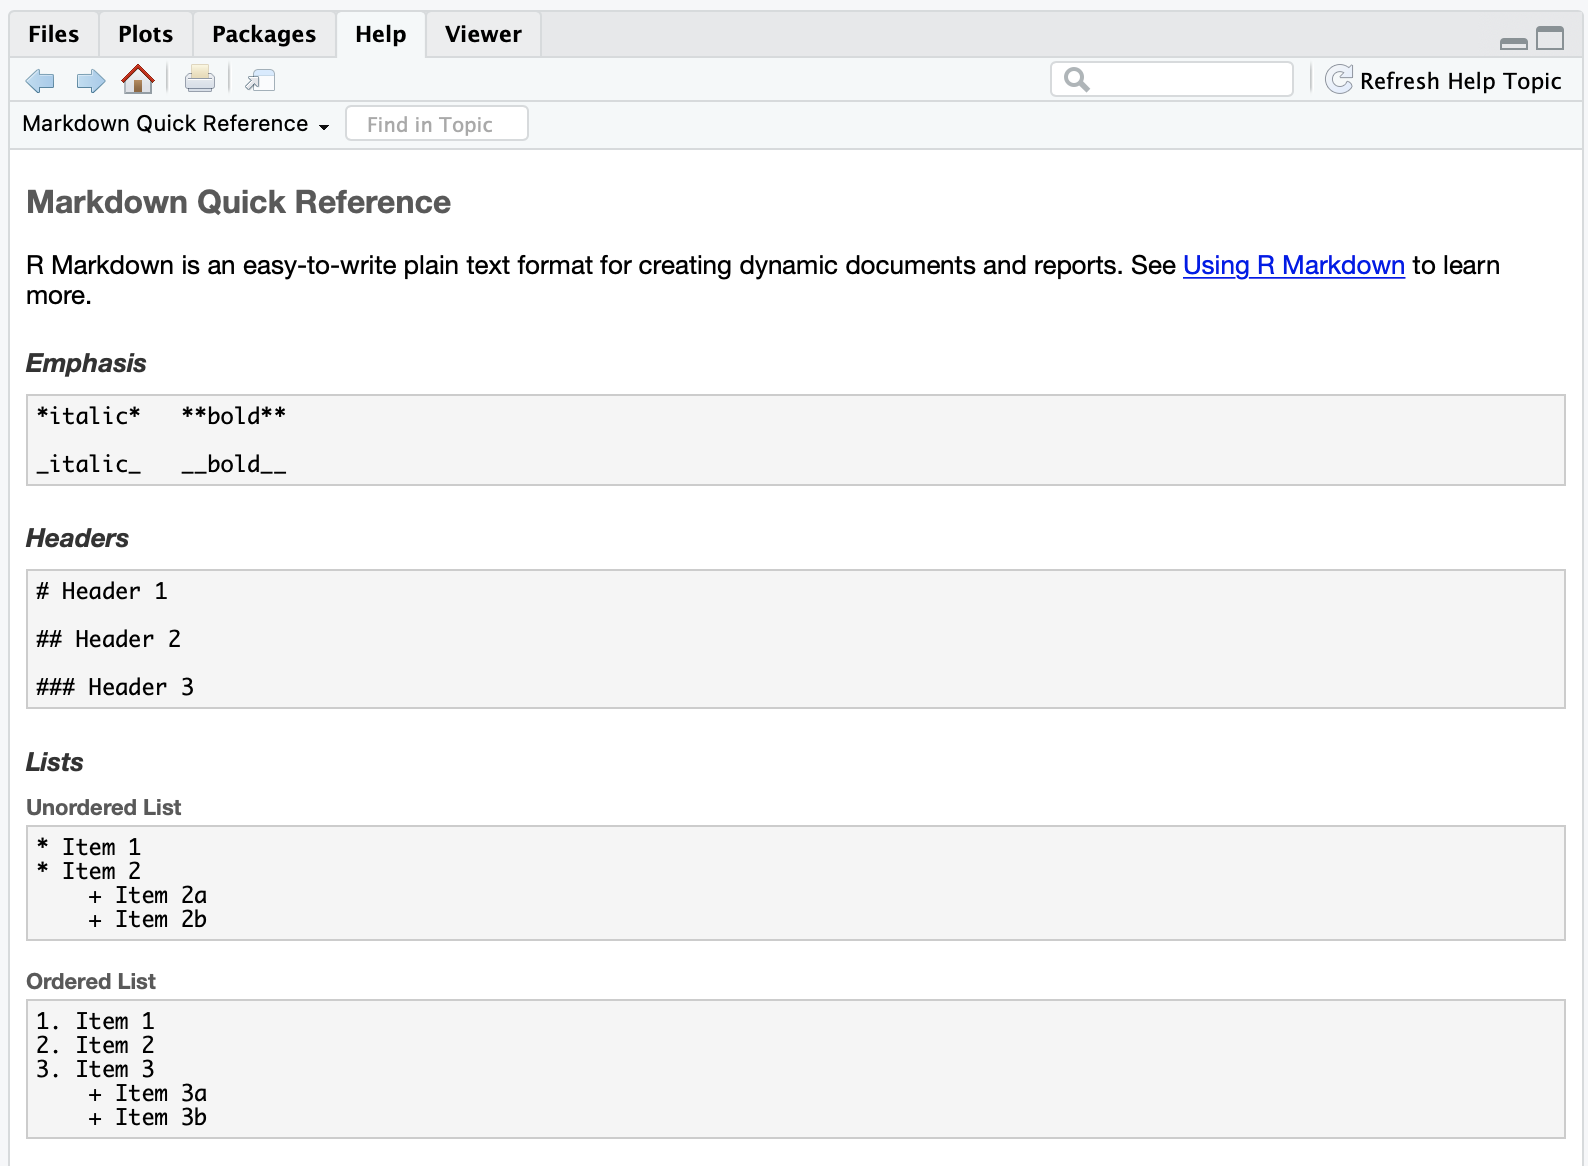 Files Plots Packages Help Viewer
Refresh Help Topic
Markdown Quick Reference Find in Topic
Markdown Quick Reference
R Markdown is an easy-to-write plain text format for creating dynamic documents and reports. See Using R Markdown to learn
more.
Emphasis
*italic*   **bold**
_italic_   __bold__
Headers
# Header 1
## Header 2
### Header 3
Lists
Unordered List
* Item 1
* Item 2
    + Item 2a
    + Item 2b
Ordered List
1. Item 1
2. Item 2
3. Item 3
    + Item 3a
    + Item 3b